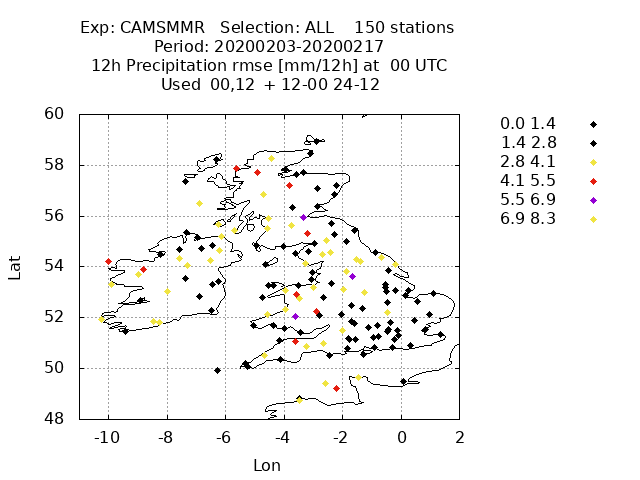 Exp: CAMSMMR   Selection: ALL    150 stations
Period: 20200203-20200217
12h Precipitation rmse [mm/12h] at  00 UTC
Used  00,12  + 12-00 24-12
60
58
56
54
52
50
48
Lat
-10 -8 -6 -4 -2 0 2
Lon
0.0 1.4
1.4 2.8
2.8 4.1
4.1 5.5
5.5 6.9
6.9 8.3